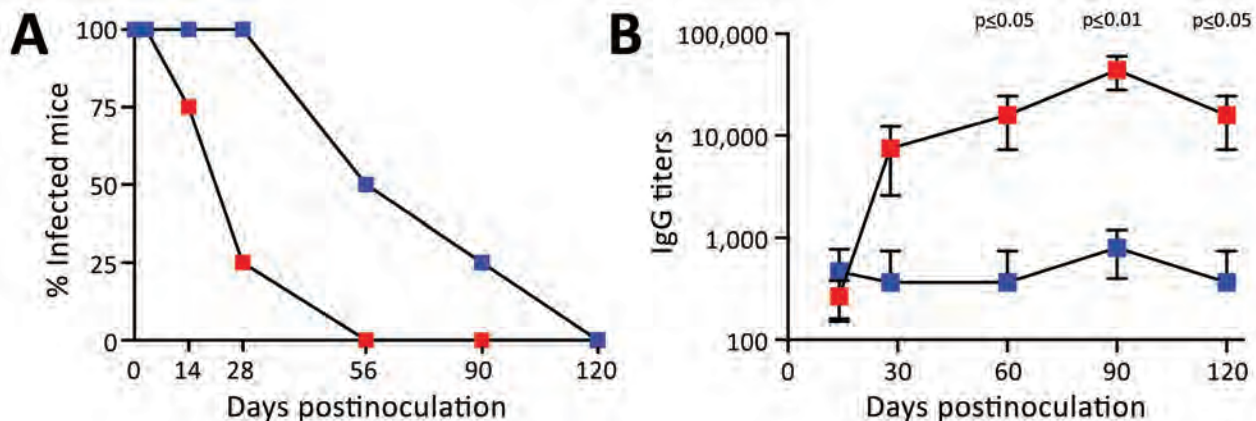 A
% Infected mice
100
75
50
25
0
0 14 28 56 90 120
Days postinoculation
B
p≤0.05 p≤0.01 p≤0.05
IgG titers
100,000
10,000
1,000
100
0 30 60 90 120
Days postinoculation